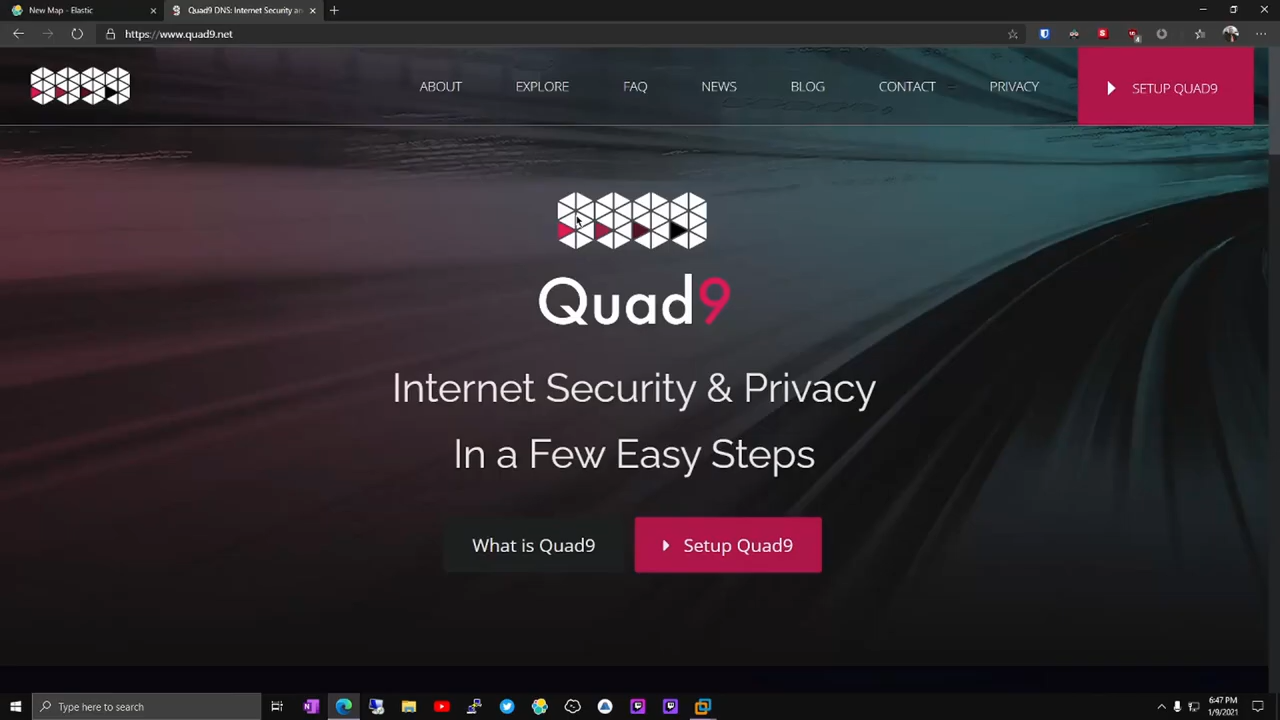 New Map - Elastic
Quad9 DNS: Internet Security an
https://www.quad9.net
ABOUT
EXPLORE
FAQ
NEWS
BLOG
CONTACT
PRIVACY
SETUP QUAD9
Quad9
Internet Security & Privacy
In a Few Easy Steps
What is Quad9
Setup Quad9
Type here to search
6:47 PM
1/9/2021